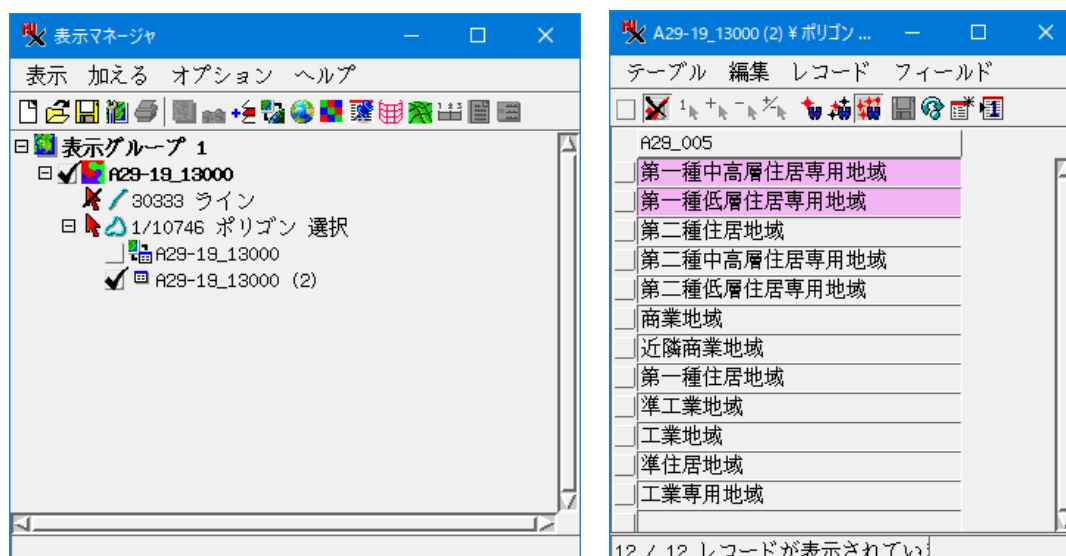 表示マネージャ
表示 加える オプション ヘルプ
表示グループ 1
A29-19_13000
30333 ライン
1/10746 ポリゴン 選択
A29-19_13000
A29-19_13000 (2)
A29-19_13000 (2) ¥ ポリゴン ...
テーブル 編集 レコード フィールド
A29_005
第一種中高層住居専用地域
第一種低層住居専用地域
第二種住居地域
第二種中高層住居専用地域
第二種低層住居専用地域
商業地域
近隣商業地域
第一種住居地域
準工業地域
工業地域
準住居地域
工業専用地域
12 / 12 レコードが表示されてい